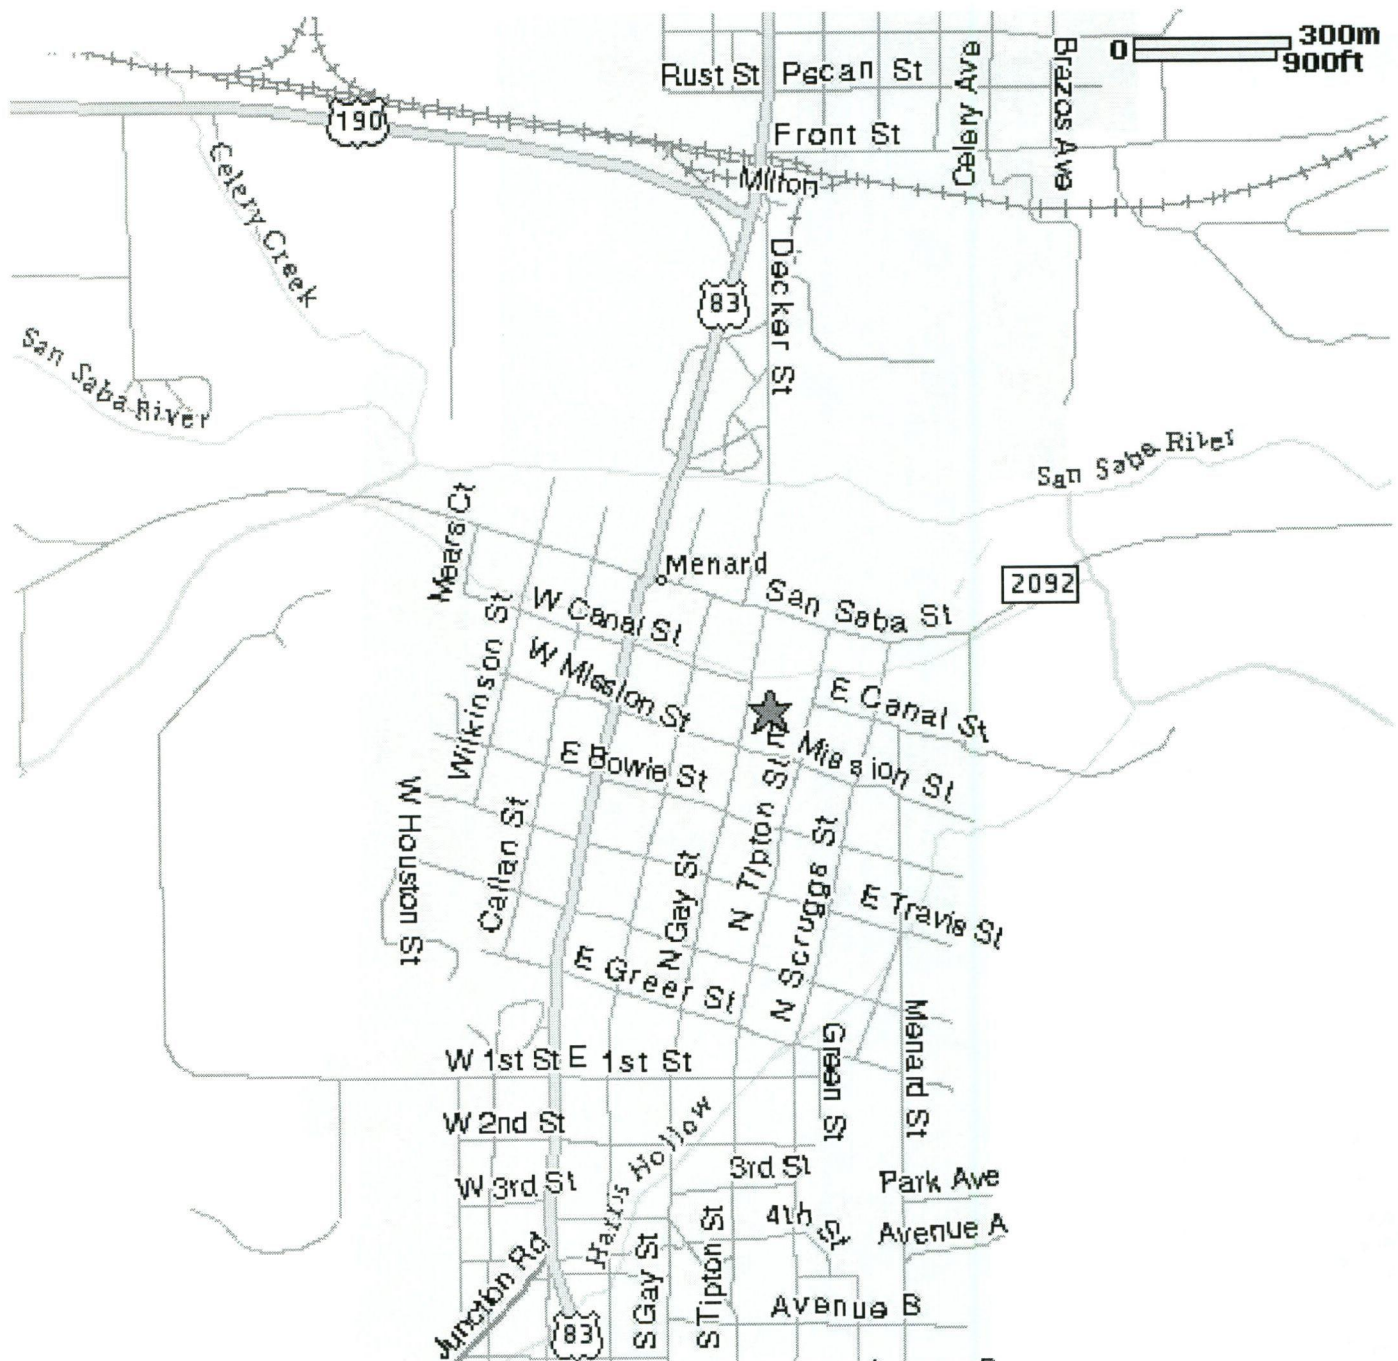 0 300m
900ft
Rust St
Pecan St
Celery Ave
Brazos Ave
190
Front St
Milton
Celery Creek
83
Decker St
San Saba River
San Saba River
Mears Ct
Menard
2092
San Saba St
W Canal St
Wilkinson St
W Mission St
E Canal St
E Mission St
E Bowie St
W Houston St
Callan St
N Gay St
N Tipton St
N Scruggs St
E Travis St
E Greer St
Menard St
Green St
W 1st St
E 1st St
W 2nd St
Harris Hollow
3rd St
W 3rd St
Park Ave
4th St
Avenue A
Junction Rd
S Gay St
S Tipton St
Avenue B
83